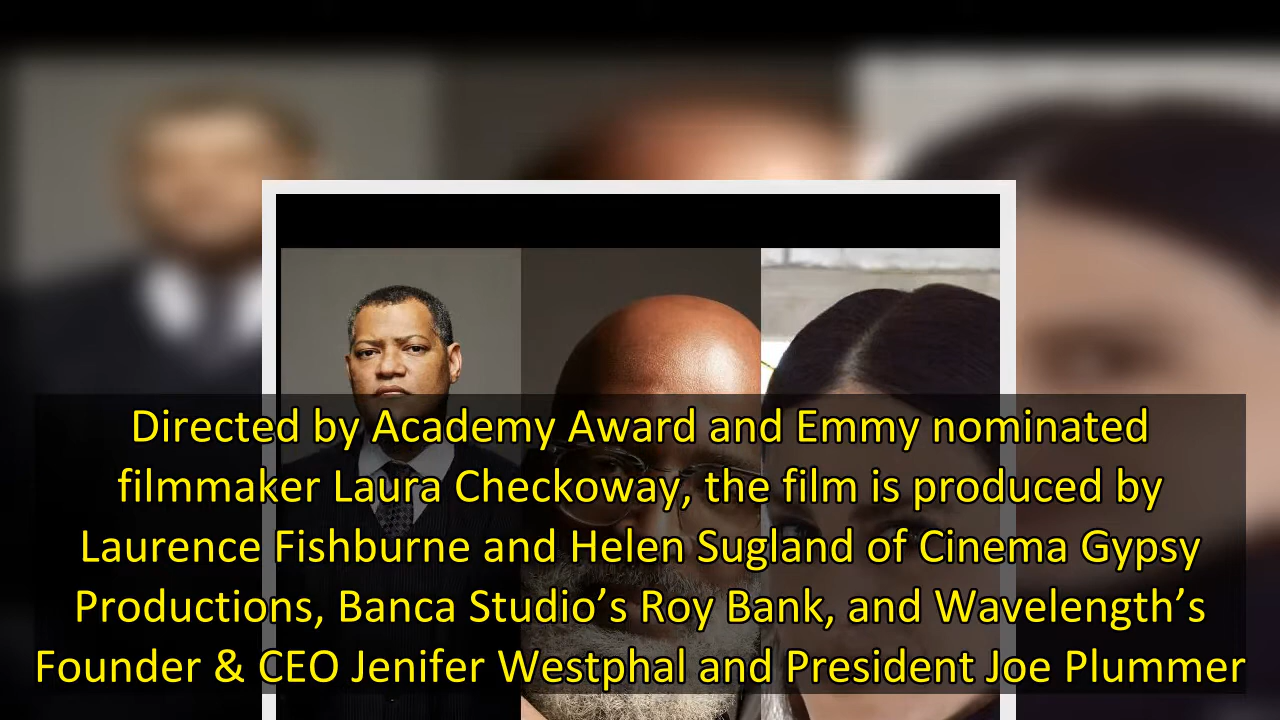 Directed by Academy Award and Emmy nominated
filmmaker Laura Checkoway, the film is produced by
Laurence Fishburne and Helen Sugland of Cinema Gypsy
Productions, Banca Studio’s Roy Bank, and Wavelength’s
Founder & CEO Jenifer Westphal and President Joe Plummer